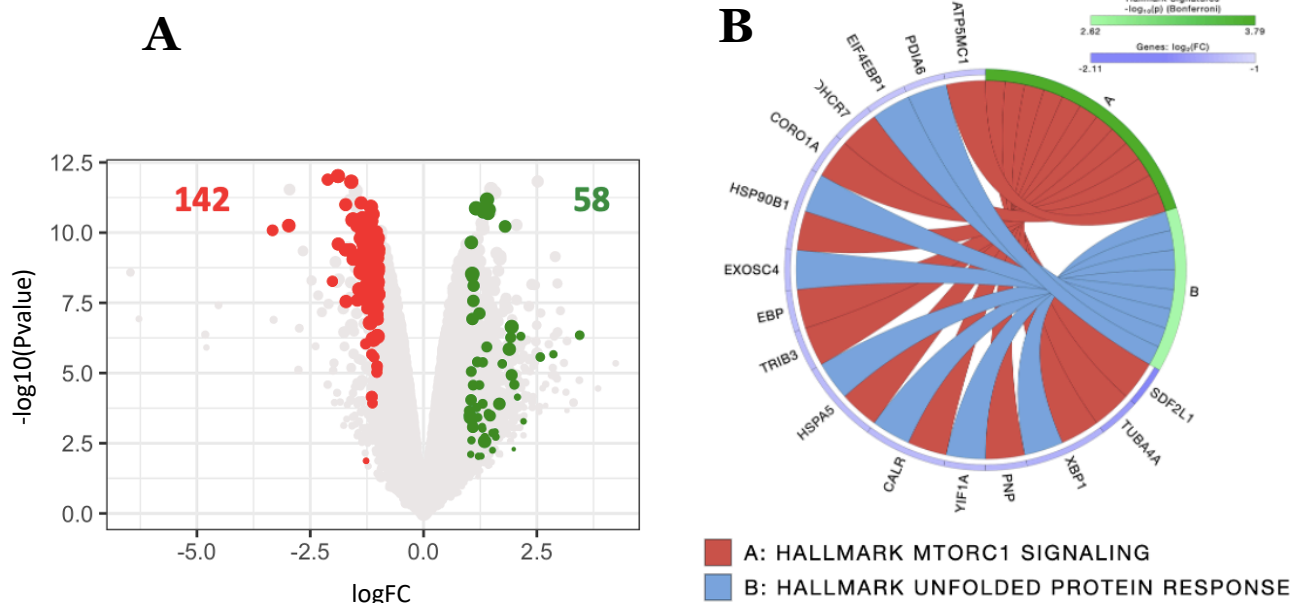 A
142
58
12.5
10.0
7.5
5.0
2.5
0.0
-log10(Pvalue)
-5.0
-2.5
0.0
2.5
logFC
B
-log₁₀(p) (Bonferroni)
2.62
3.79
Genes: log₂(FC)
-2.11
-1
ATP5MC1
PDIA6
EIF4EBP1
HCR7
CORO1A
HSP90B1
EXOSC4
EBP
TRIB3
HSPA5
CALR
YIF1A
PNP
XBP1
TUBA4A
SDF2L1
A
B
A: HALLMARK MTORC1 SIGNALING
B: HALLMARK UNFOLDED PROTEIN RESPONSE